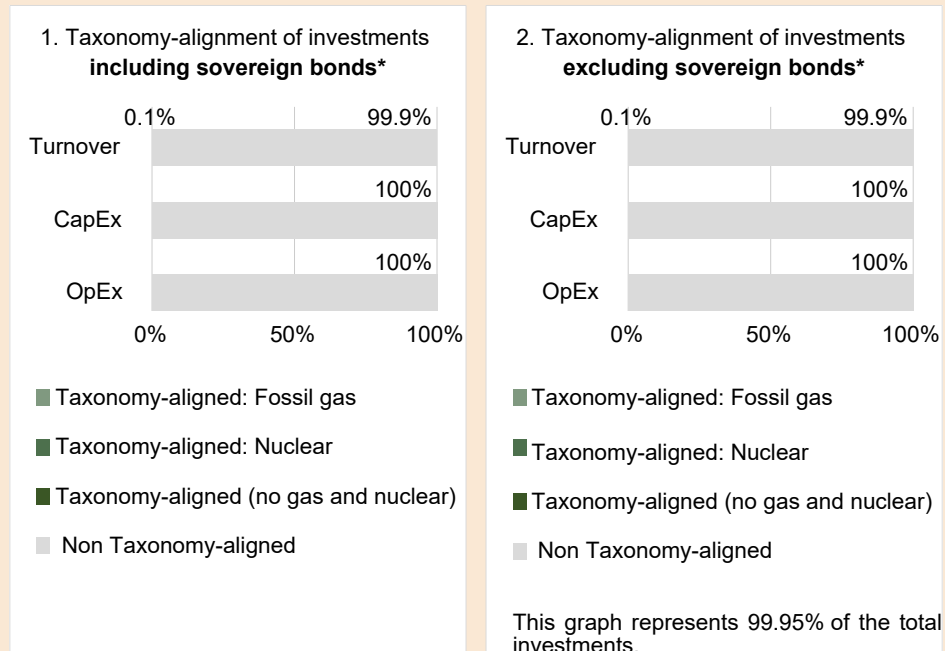 1. Taxonomy-alignment of investments
including sovereign bonds*
0.1% 99.9%
Turnover
100%
CapEx
100%
OpEx
0% 50% 100%
Taxonomy-aligned: Fossil gas
Taxonomy-aligned: Nuclear
Taxonomy-aligned (no gas and nuclear)
Non Taxonomy-aligned
2. Taxonomy-alignment of investments
excluding sovereign bonds*
0.1% 99.9%
Turnover
100%
CapEx
100%
OpEx
0% 50% 100%
Taxonomy-aligned: Fossil gas
Taxonomy-aligned: Nuclear
Taxonomy-aligned (no gas and nuclear)
Non Taxonomy-aligned
This graph represents 99.95% of the total
investments.